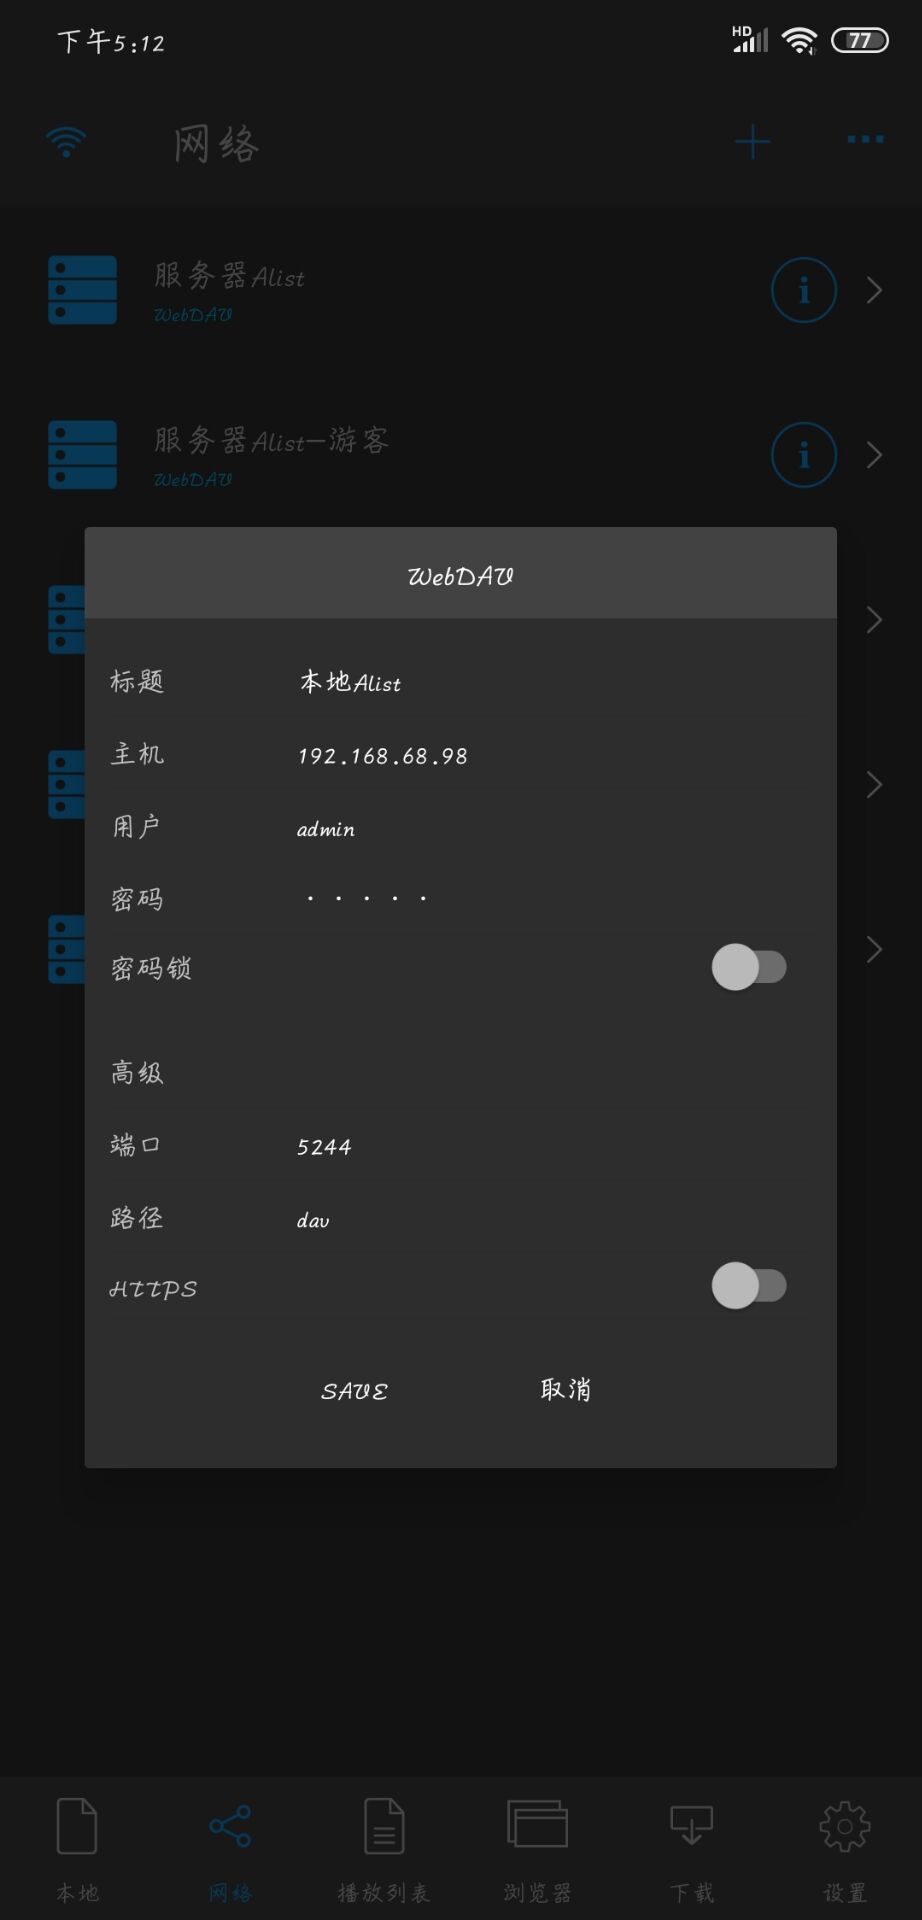 下午5:12
HD
77
网络
服务器Alist
WebDAV
服务器Alist—游客
WebDAV
WebDAV
标题 本地Alist
主机 192.168.68.98
用户 admin
密码 ·····
密码锁
高级
端口 5244
路径 dav
HTTPS
SAVE 取消
本地 网络 播放列表 浏览器 下载 设置